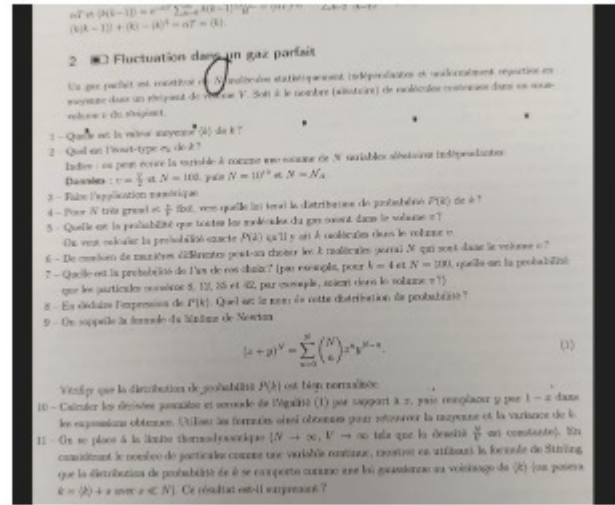 2 Fluctuation dans un gaz parfait
Un gaz parfait est constitué de N molécules statistiquement indépendantes et uniformément réparties en
moyenne dans un récipient de volume V. Soit k le nombre (aléatoire) de molécules contenues dans un sous-
volume v du récipient.
1 – Quelle est la valeur moyenne ⟨k⟩ de k ?
2 – Quel est l'écart-type σₖ de k ?
Indice : on peut écrire la variable k comme une somme de N variables aléatoires indépendantes.
Données : v = V/2 et N = 100, puis N = 10 et N = N_A
3 – Faire l'application numérique.
4 – Pour N très grand et fixé, vers quelle loi tend la distribution de probabilité P(k) de k ?
5 – Quelle est la probabilité que toutes les molécules du gaz soient dans le volume v ?
On veut calculer la probabilité exacte P(k) qu'il y ait k molécules dans le volume v.
6 – De combien de manières différentes peut-on choisir les k molécules parmi N qui sont dans le volume v ?
7 – Quelle est la probabilité de l'un de ces choix ? (par exemple, pour k = 4 et N = 100, quelle est la probabilité
que les particules numéros 8, 12, 35 et 42, par exemple, soient dans le volume v ?)
8 – En déduire l'expression de P(k). Quel est le nom de cette distribution de probabilité ?
9 – On rappelle la formule du binôme de Newton
(x + y)^N = ∑_{n=0}^{N} (N n) x^n y^{N−n}. (1)
Vérifier que la distribution de probabilité P(k) est bien normalisée.
10 – Calculer les dérivées première et seconde de l'égalité (1) par rapport à x, puis remplacer y par 1 − x dans
les expressions obtenues. Utiliser les formules ainsi obtenues pour retrouver la moyenne et la variance de k.
11 – On se place à la limite thermodynamique (N → ∞, V → ∞ tels que la densité N/V est constante). En
considérant le nombre de particules comme une variable continue, montrer en utilisant la formule de Stirling
que la distribution de probabilité de k se comporte comme une loi gaussienne au voisinage de ⟨k⟩ (on posera
k = ⟨k⟩ + s avec s ≪ N). Ce résultat est-il surprenant ?